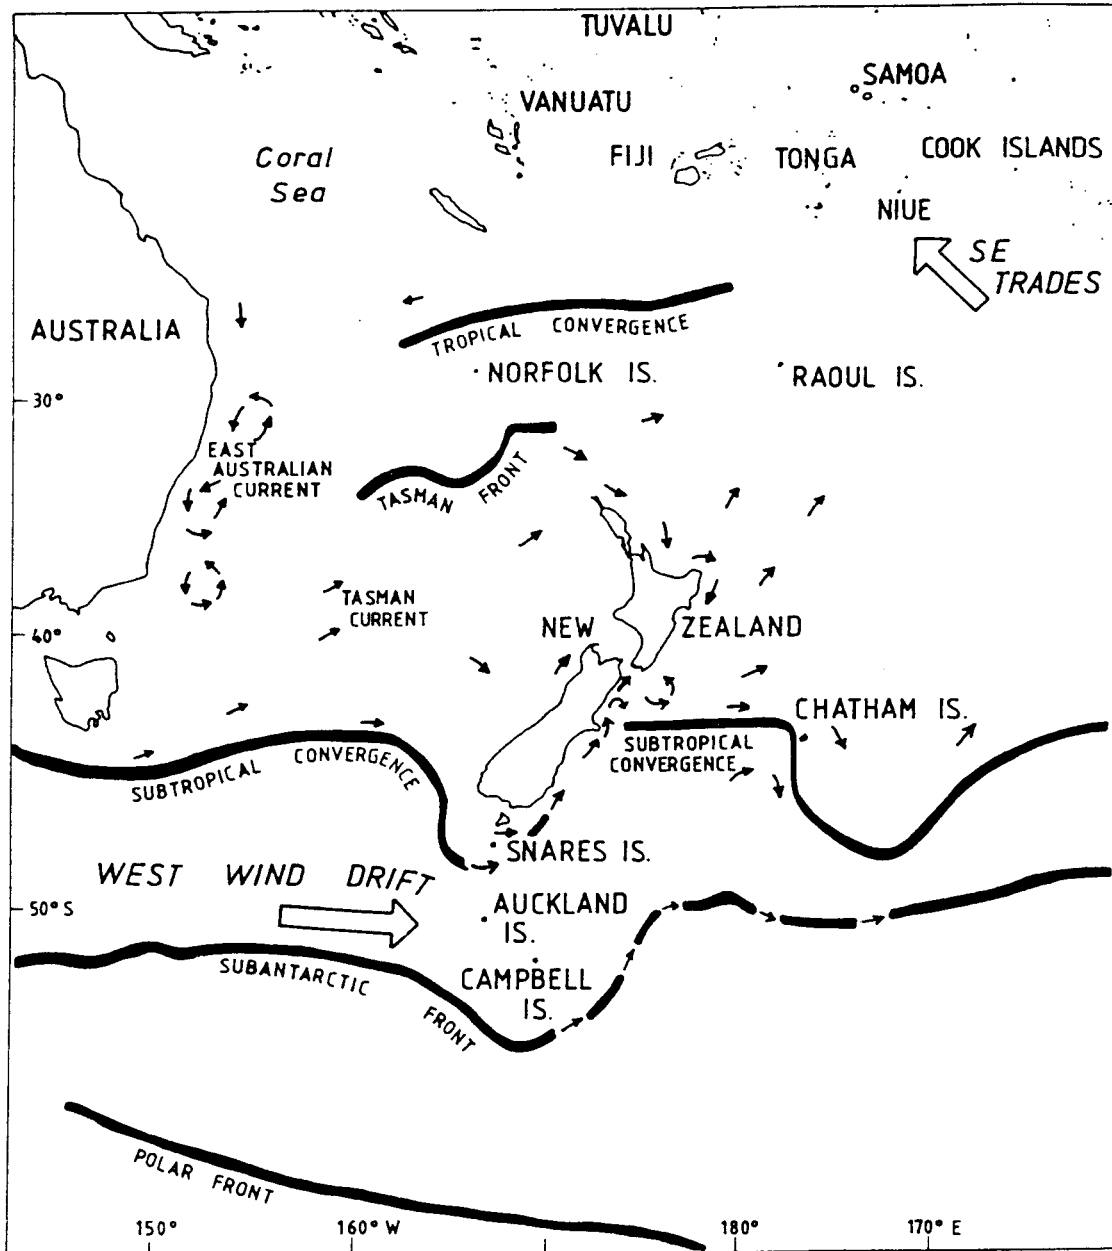 TUVALU
SAMOA
VANUATU
Coral
Sea
FIJI
TONGA
COOK ISLANDS
NIUE
SE
TRADES
AUSTRALIA
TROPICAL CONVERGENCE
NORFOLK IS.
RAOUL IS.
30°
EAST
AUSTRALIAN
CURRENT
TASMAN FRONT
TASMAN
CURRENT
40°
NEW ZEALAND
CHATHAM IS.
SUBTROPICAL CONVERGENCE
SUBTROPICAL
CONVERGENCE
SNARES IS.
WEST WIND DRIFT
50° S
AUCKLAND
IS.
SUBANTARCTIC FRONT
CAMPBELL
IS.
POLAR FRONT
150°
160° W
180°
170° E